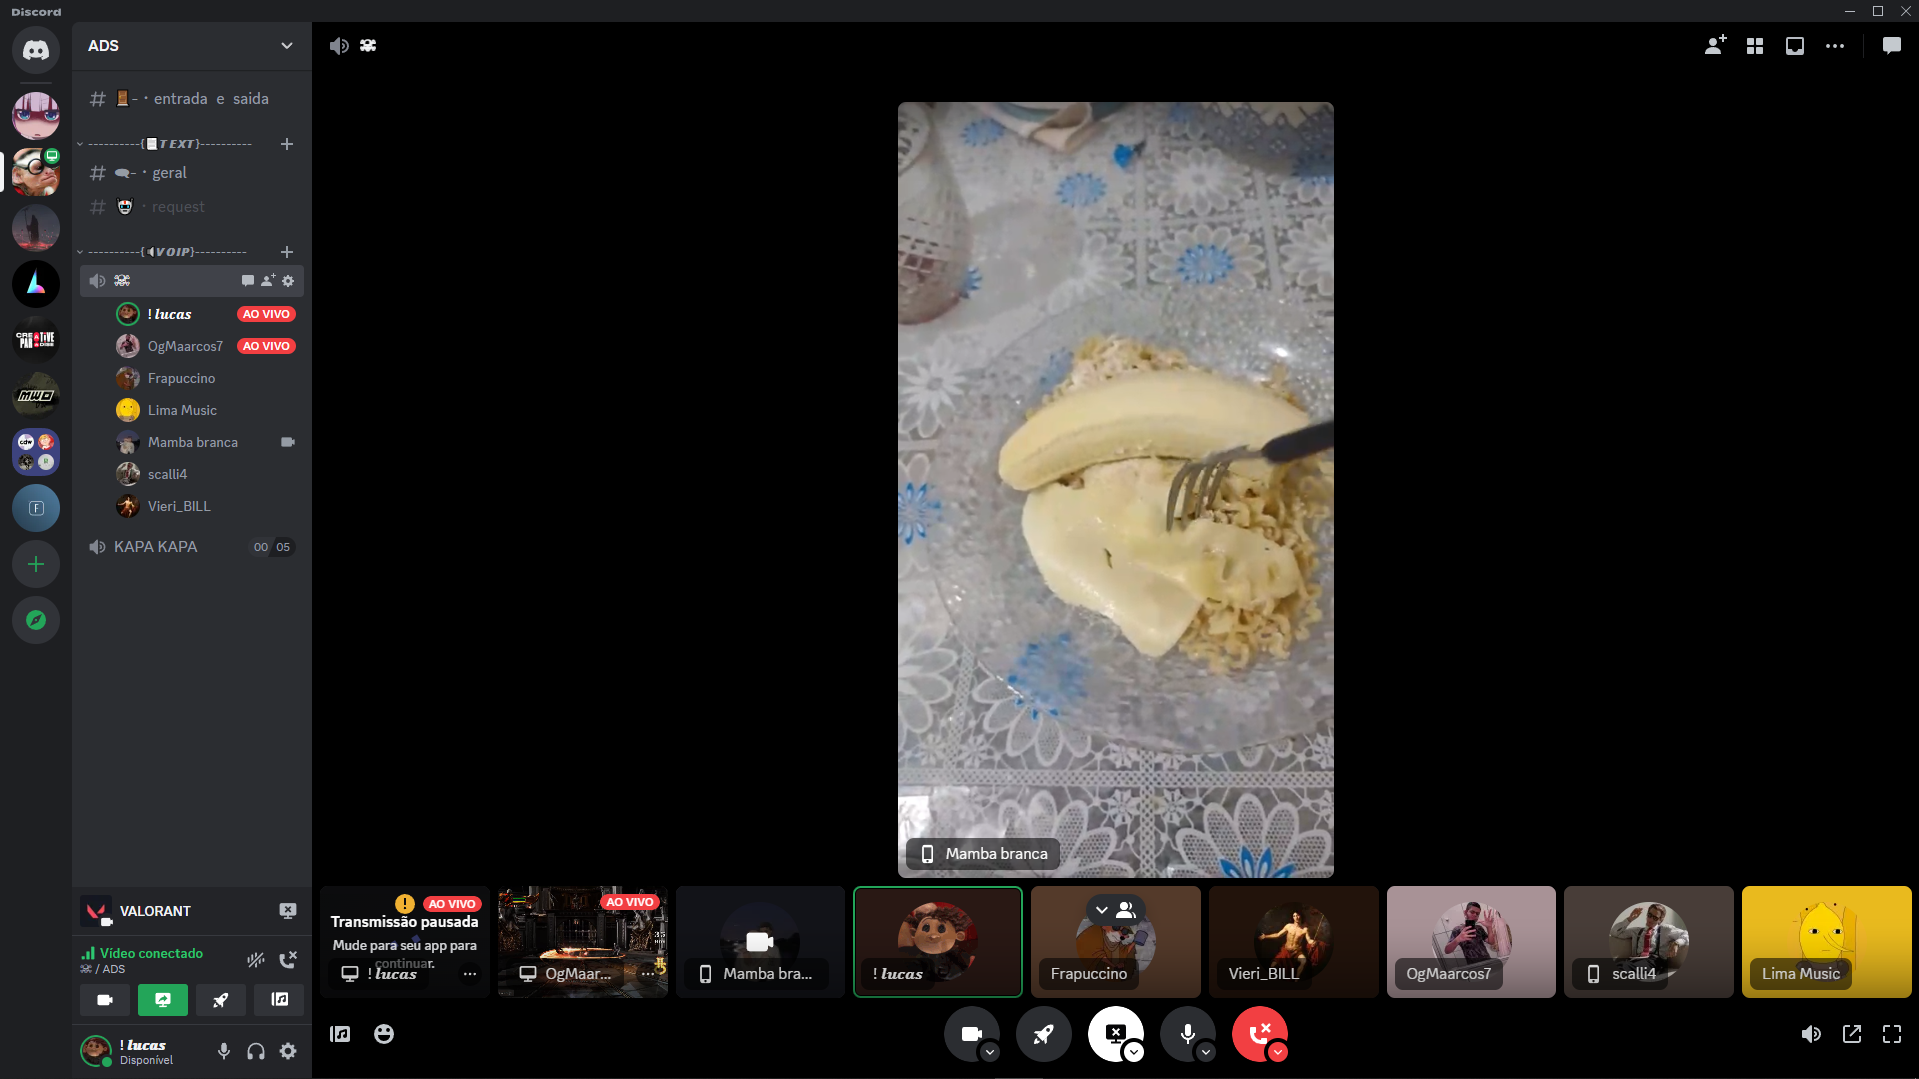 Discord
ADS
- · entrada e saida
----------{TEXT}----------
- · geral
· request
----------{VOIP}----------
! lucas AO VIVO
OgMaarcos7 AO VIVO
Frapuccino
Lima Music
Mamba branca
scalli4
Vieri_BILL
KAPA KAPA 00 05
MWO
F
Mamba branca
VALORANT
Vídeo conectado
/ ADS
! lucas
Disponível
AO VIVO
Transmissão pausada
Mude para seu app para
continuar.
! lucas
AO VIVO
OgMaar...
Mamba bra...
! lucas
Frapuccino
Vieri_BILL
OgMaarcos7
scalli4
Lima Music